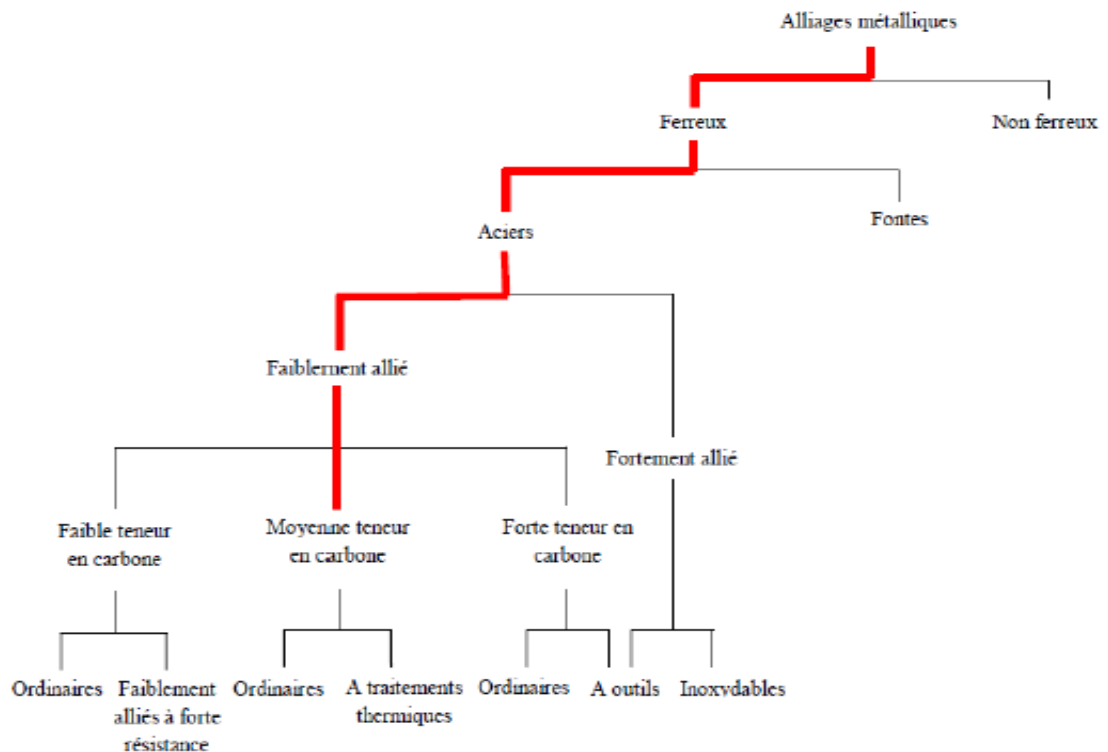 Alliages métalliques
Ferreux
Non ferreux
Aciers
Fontes
Faiblement allié
Fortement allié
Faible teneur
en carbone
Moyenne teneur
en carbone
Forte teneur en
carbone
Ordinaires
Faiblement
alliés à forte
résistance
Ordinaires
A traitements
thermiques
Ordinaires
A outils
Inoxydables